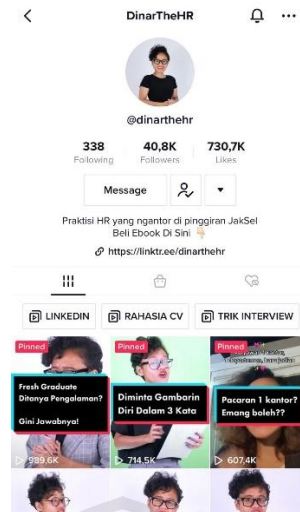 DinarTheHR
@dinarthehr
338
Following
40,8K
Followers
730,7K
Likes
Message
Praktisi HR yang ngantor di pinggiran JakSel
Beli Ebook Di Sini 👇
https://linktr.ee/dinarthehr
LINKEDIN
RAHASIA CV
TRIK INTERVIEW
Pinned
Fresh Graduate
Ditanya Pengalaman?
Gini Jawabnya!
989,6K
Pinned
Diminta Gambarin
Diri Dalam 3 Kata
714,5K
Pinned
Pacaran 1 kantor?
Emang boleh??
607,4K